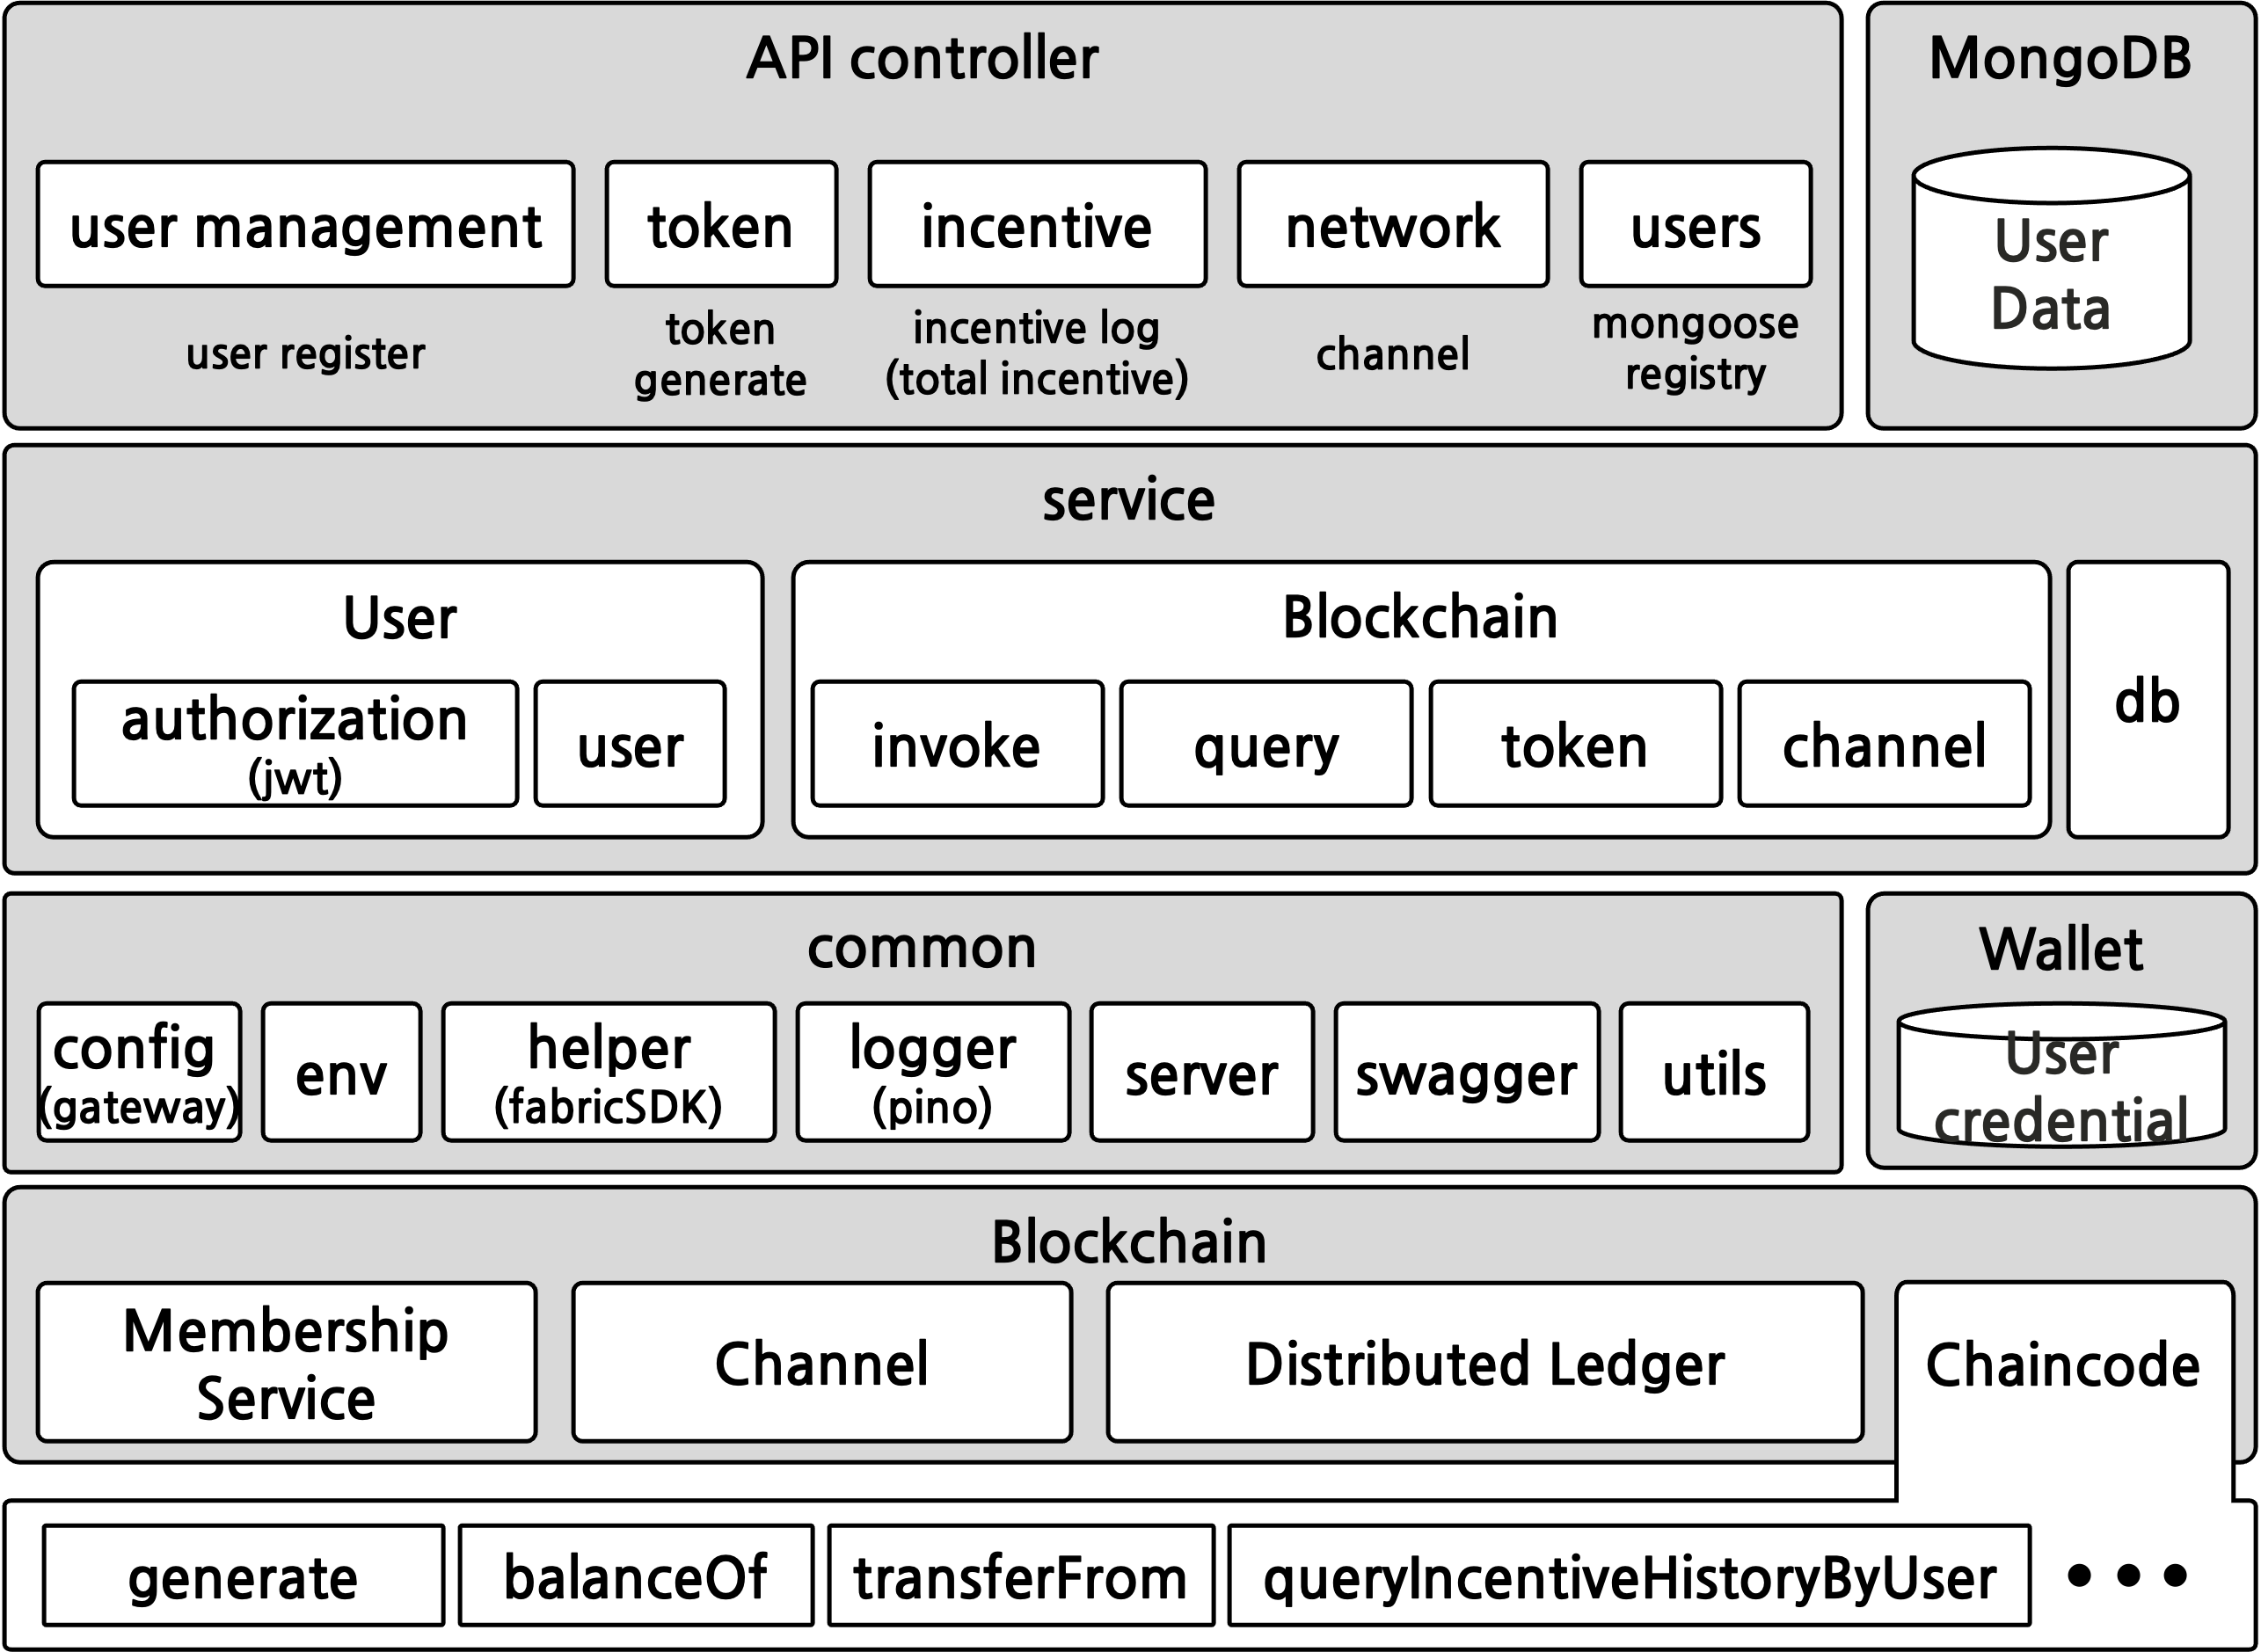 API controller
MongoDB
user management
token
incentive
network
users
user register
token
generate
incentive log
(total incentive)
channel
mongoose
registry
User
Data
service
User
authorization
(jwt)
user
Blockchain
invoke
query
token
channel
db
common
config
(gateway)
env
helper
(fabricSDK)
logger
(pino)
server
swagger
utils
Wallet
User
credential
Blockchain
Membership
Service
Channel
Distributed Ledger
Chaincode
generate
balanceOf
transferFrom
queryIncentiveHistoryByUser
● ● ●